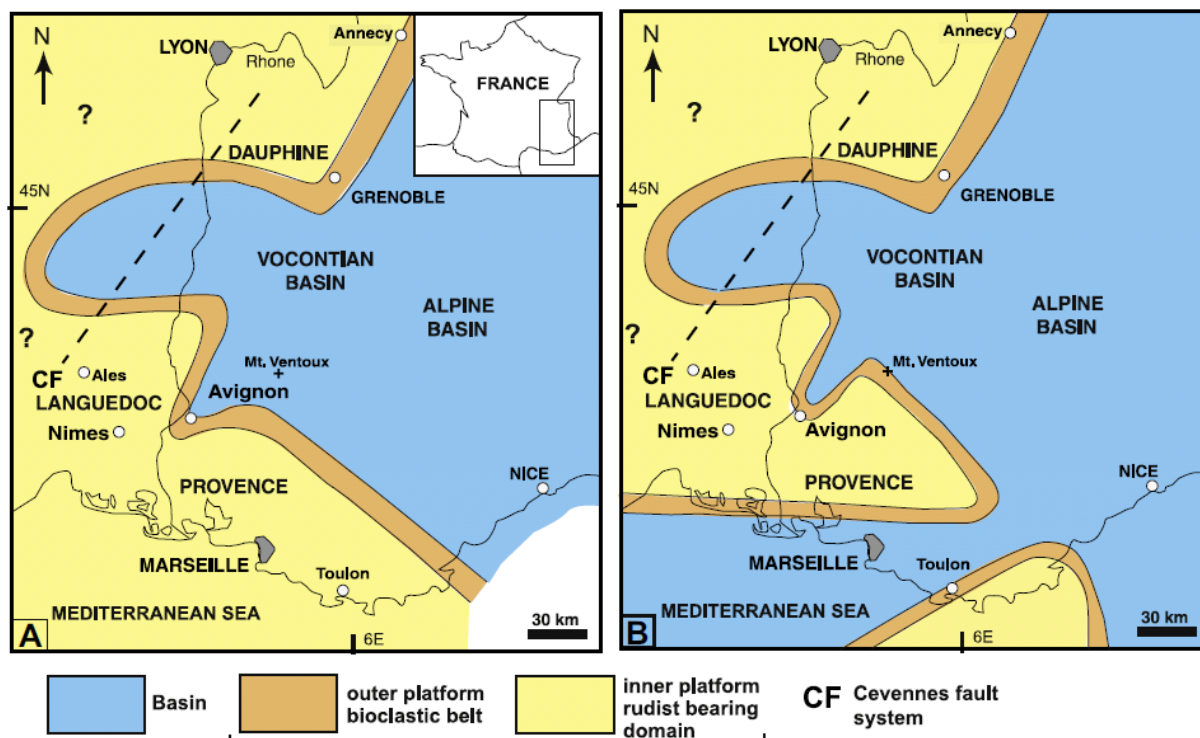 N
LYON
Rhone
Annecy
FRANCE
?
DAUPHINE
45N
GRENOBLE
VOCONTIAN
BASIN
ALPINE
BASIN
?
Mt. Ventoux
CF
Ales
Avignon
LANGUEDOC
Nimes
PROVENCE
NICE
MARSEILLE
Toulon
MEDITERRANEAN SEA
30 km
A
6E
N
LYON
Rhone
Annecy
?
DAUPHINE
45N
GRENOBLE
VOCONTIAN
BASIN
ALPINE
BASIN
?
Mt. Ventoux
CF
Ales
LANGUEDOC
Avignon
Nimes
PROVENCE
NICE
MARSEILLE
Toulon
MEDITERRANEAN SEA
30 km
B
6E
Basin
outer platform
bioclastic belt
inner platform
rudist bearing
domain
CF Cevennes fault
system